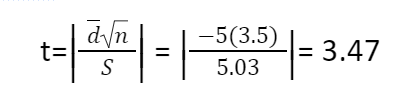 t=|d̅√n / S| = |−5(3.5) / 5.03| = 3.47